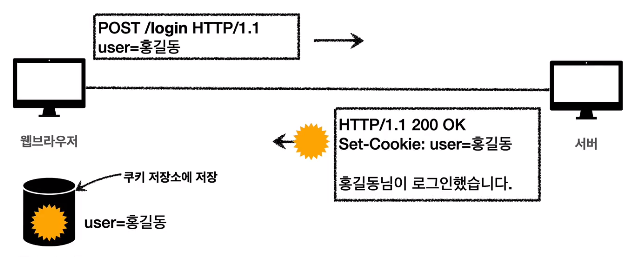 POST /login HTTP/1.1
user=홍길동
웹브라우저
서버
HTTP/1.1 200 OK
Set-Cookie: user=홍길동
홍길동님이 로그인했습니다.
쿠키 저장소에 저장
user=홍길동